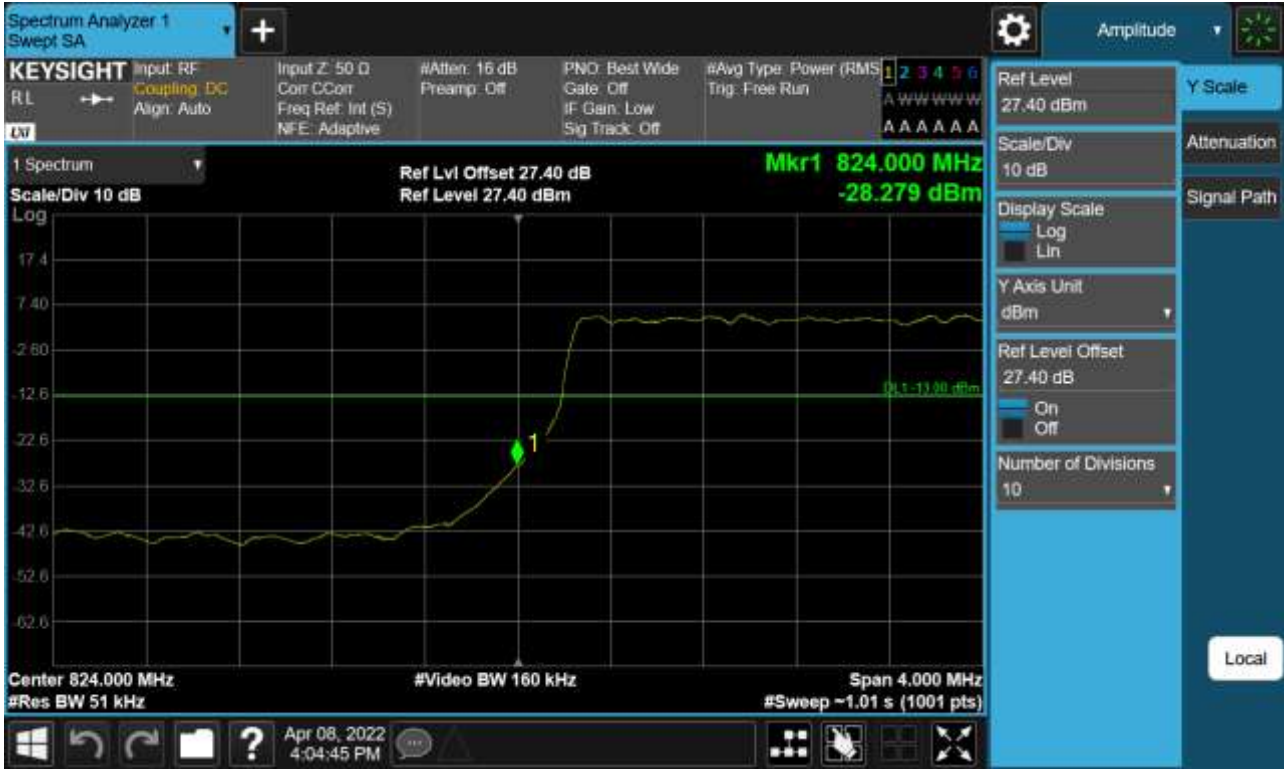 Spectrum Analyzer 1
Swept SA
+
Amplitude
KEYSIGHT
RL
LXI
Input: RF
Coupling: DC
Align: Auto
Input Z: 50 Ω
Corr CCorr
Freq Ref: Int (S)
NFE: Adaptive
#Atten: 16 dB
Preamp: Off
PNO: Best Wide
Gate: Off
IF Gain: Low
Sig Track: Off
#Avg Type: Power (RMS
Trig: Free Run
1 2 3 4 5 6
A W W W W W
A A A A A A
1 Spectrum
Scale/Div 10 dB
Log
Ref Lvl Offset 27.40 dB
Ref Level 27.40 dBm
Mkr1 824.000 MHz
-28.279 dBm
17.4
7.40
-2.60
-12.6
-22.6
-32.6
-42.6
-52.6
-62.6
DL1 -13.00 dBm
1
Center 824.000 MHz
#Res BW 51 kHz
#Video BW 160 kHz
Span 4.000 MHz
#Sweep ~1.01 s (1001 pts)
Ref Level
27.40 dBm
Scale/Div
10 dB
Display Scale
Log
Lin
Y Axis Unit
dBm
Ref Level Offset
27.40 dB
On
Off
Number of Divisions
10
Y Scale
Attenuation
Signal Path
Local
?
Apr 08, 2022
4:04:45 PM